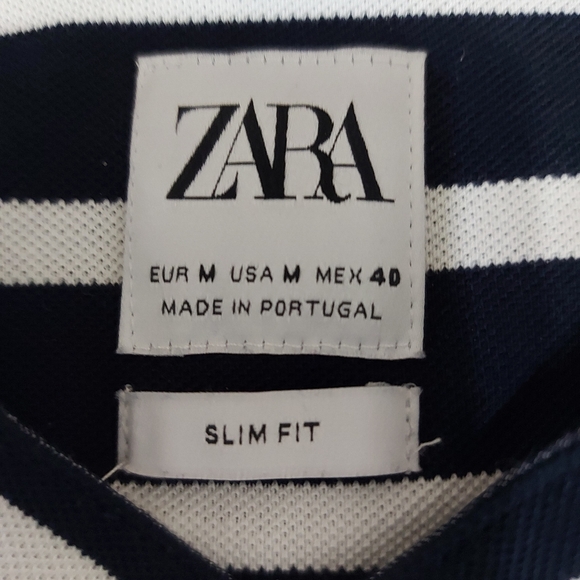 ZARA
EUR M USA M MEX 40
MADE IN PORTUGAL
SLIM FIT